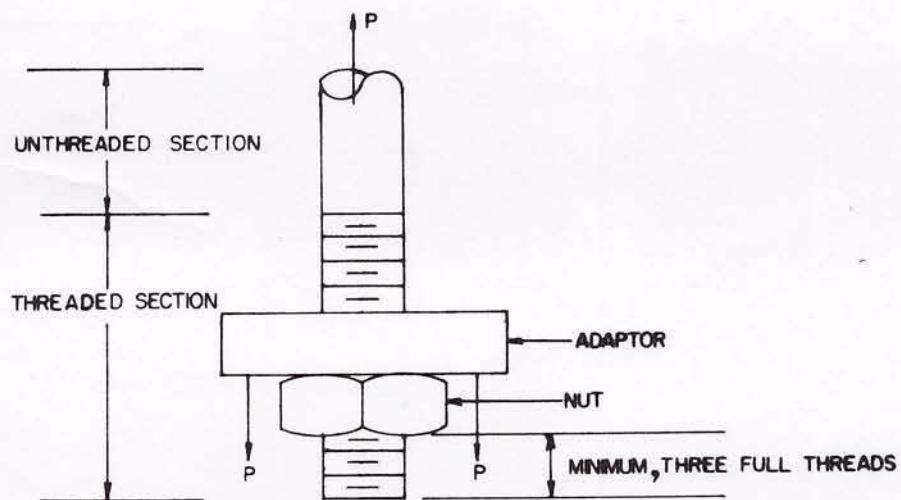 P
UNTHREADED SECTION
THREADED SECTION
ADAPTOR
NUT
P
P
MINIMUM, THREE FULL THREADS